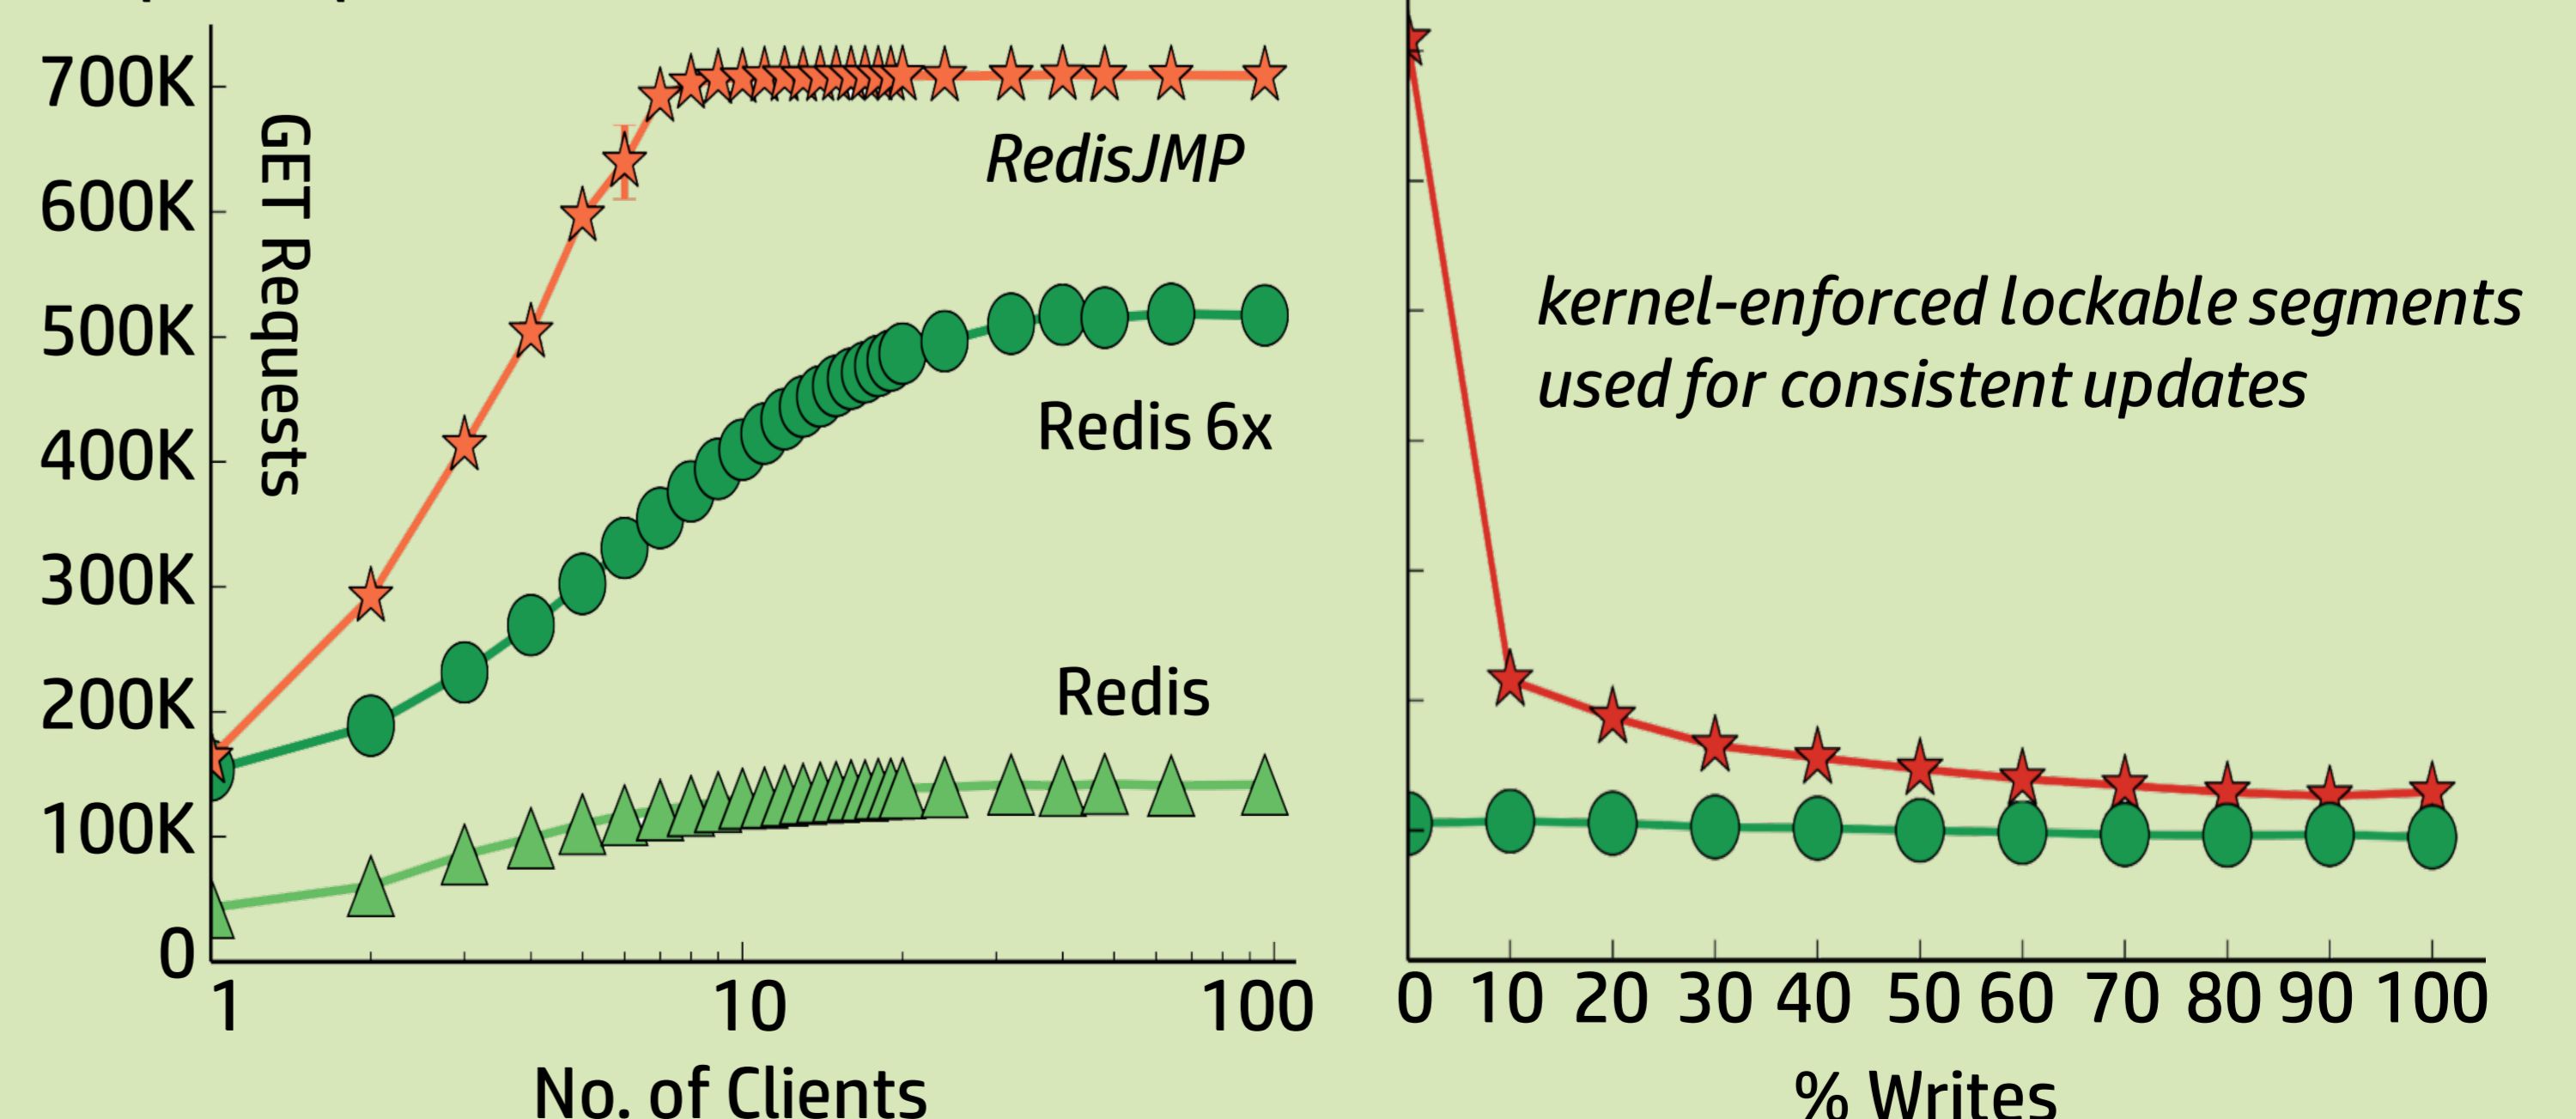 700K
600K
500K
400K
300K
200K
100K
0
GET Requests
RedisJMP
Redis 6x
Redis
1 10 100
No. of Clients
kernel-enforced lockable segments
used for consistent updates
0 10 20 30 40 50 60 70 80 90 100
% Writes